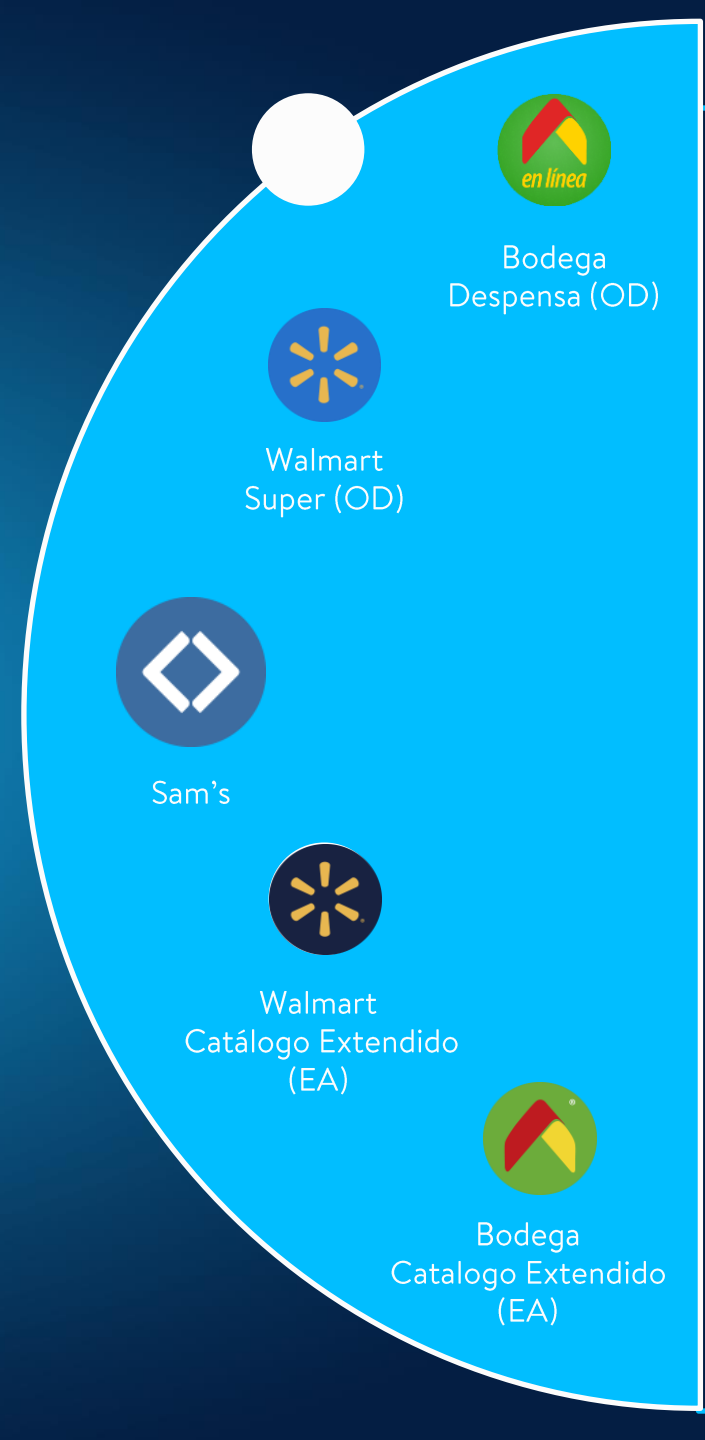 en línea
Bodega
Despensa (OD)
Walmart
Super (OD)
Sam's
Walmart
Catálogo Extendido
(EA)
®
Bodega
Catalogo Extendido
(EA)